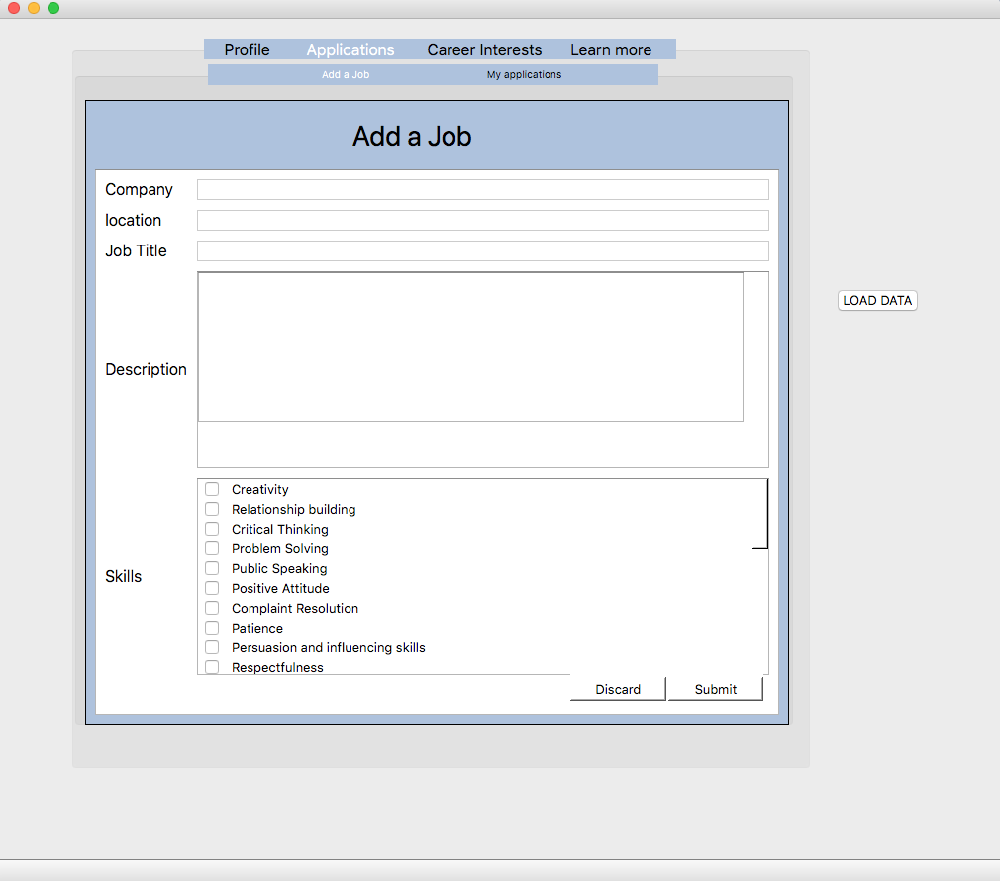 Profile Applications Career Interests Learn more
Add a Job My applications
Add a Job
Company
location
Job Title
Description
LOAD DATA
Skills
Creativity
Relationship building
Critical Thinking
Problem Solving
Public Speaking
Positive Attitude
Complaint Resolution
Patience
Persuasion and influencing skills
Respectfulness
Discard Submit